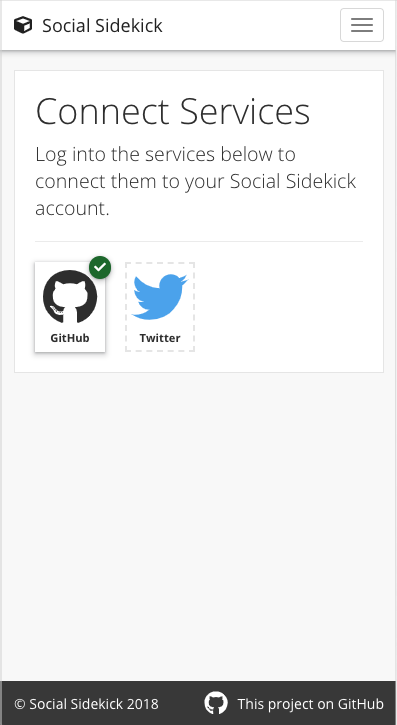 Social Sidekick
Connect Services
Log into the services below to
connect them to your Social Sidekick
account.
GitHub
Twitter
© Social Sidekick 2018
This project on GitHub